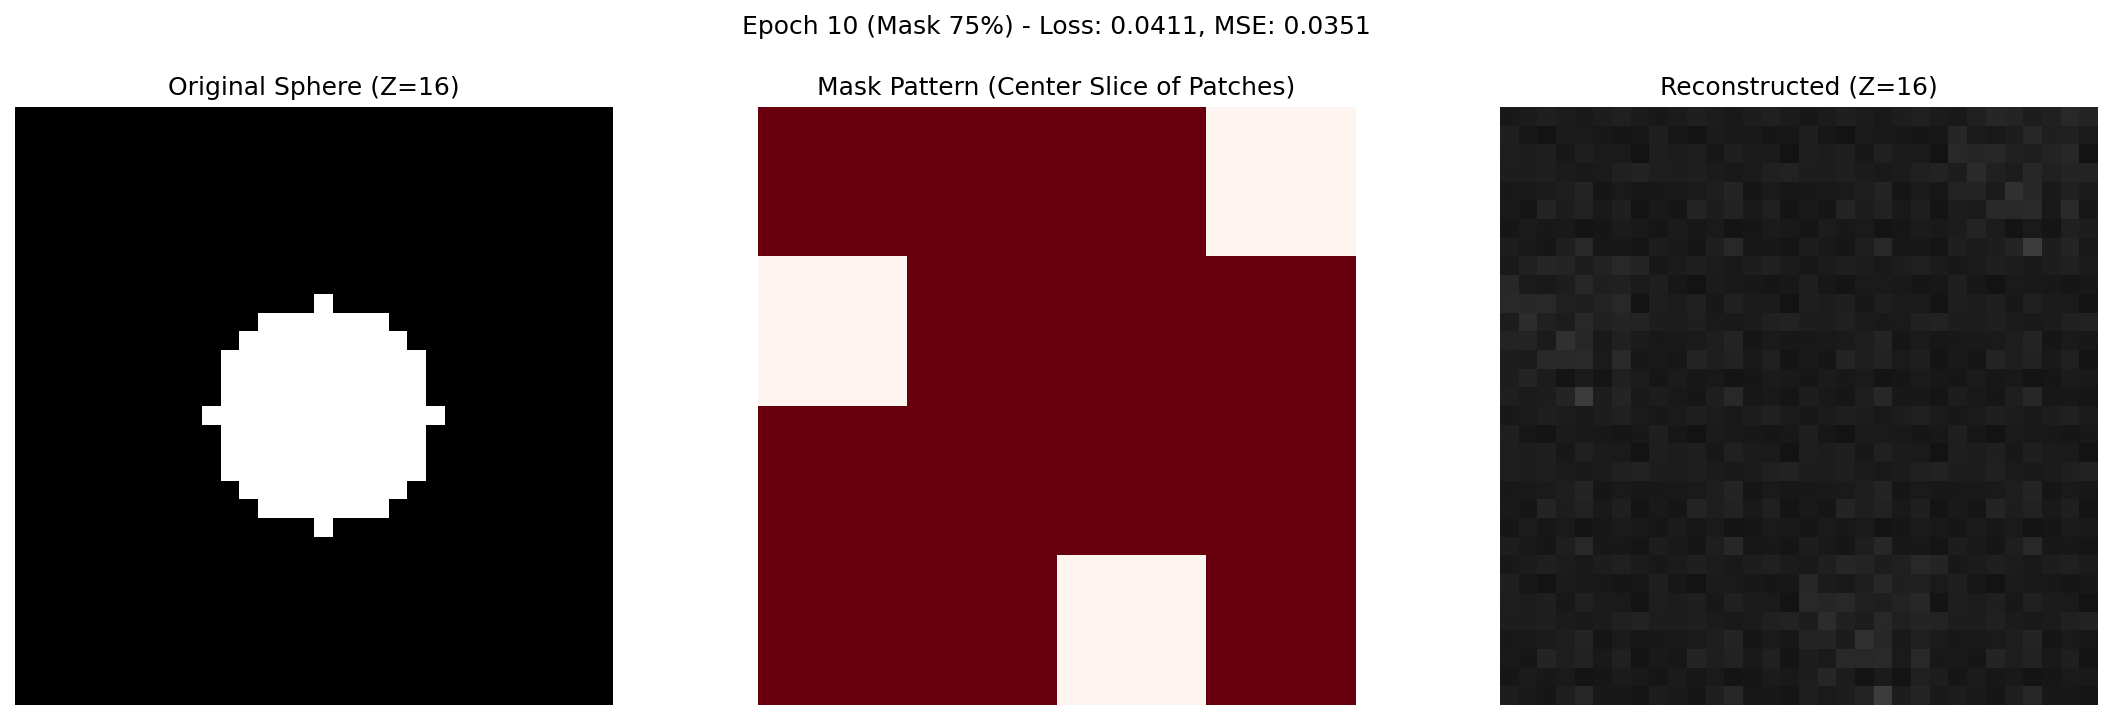 Epoch 10 (Mask 75%) - Loss: 0.0411, MSE: 0.0351
Original Sphere (Z=16)
Mask Pattern (Center Slice of Patches)
Reconstructed (Z=16)